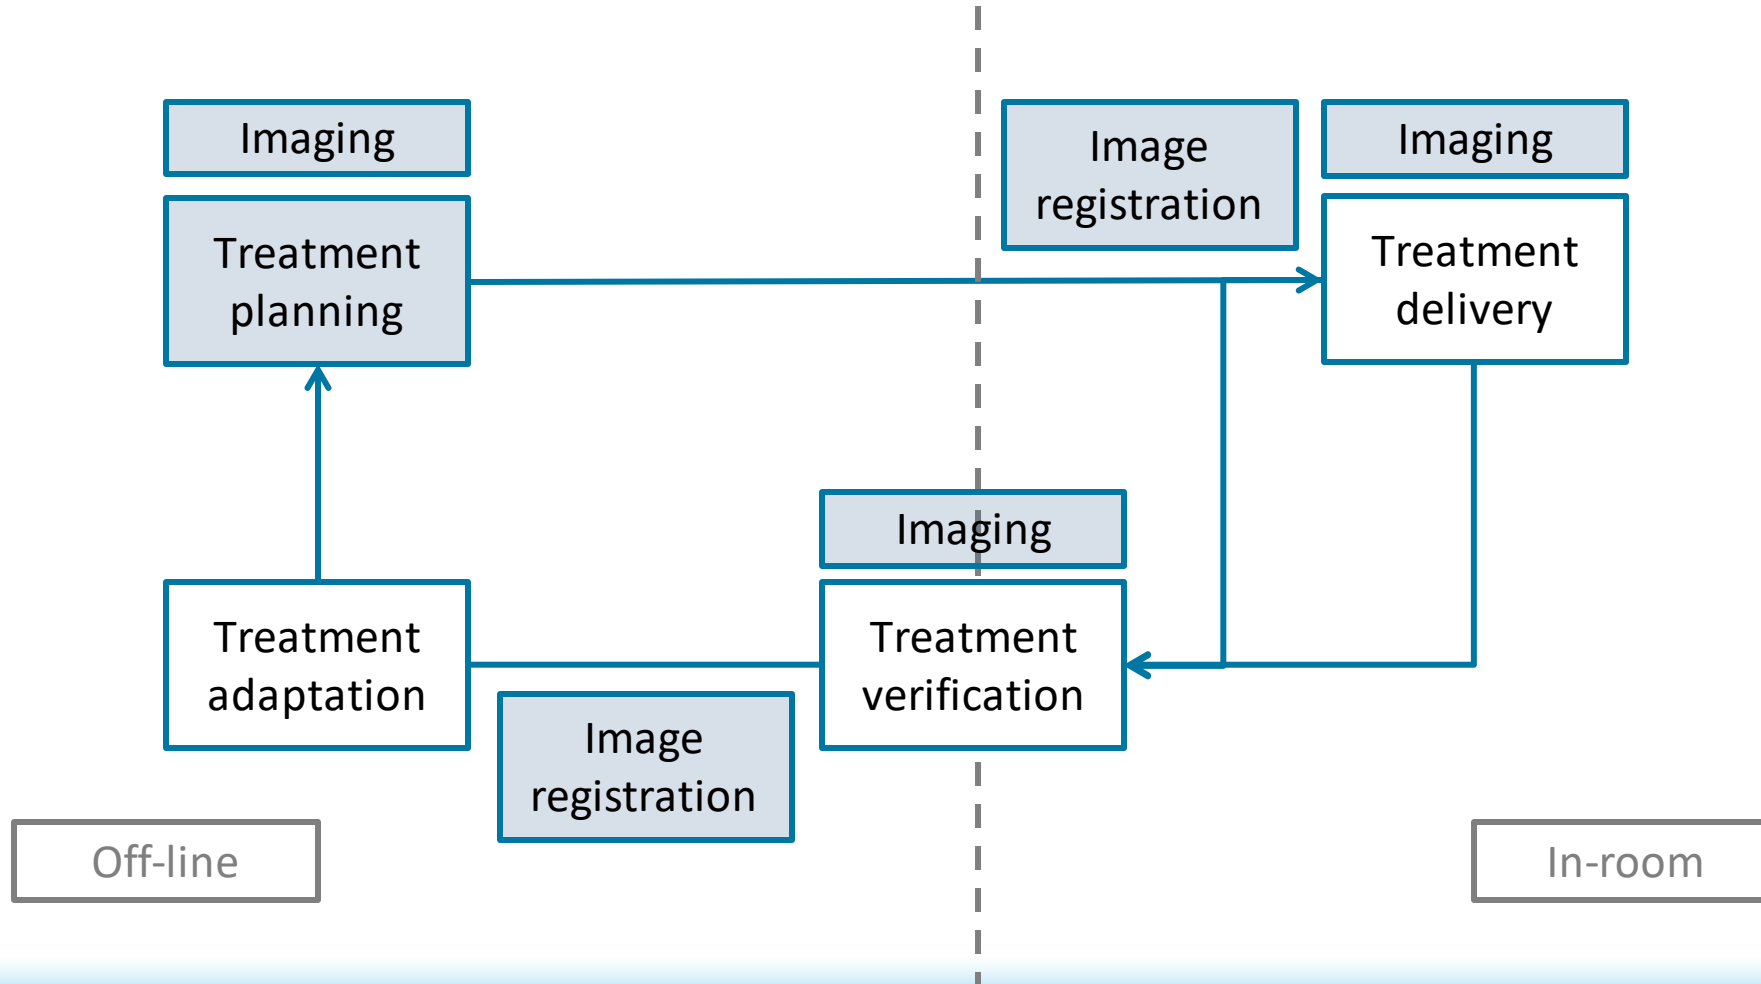 Imaging
Treatment
planning
Image
registration
Imaging
Treatment
delivery
Imaging
Treatment
adaptation
Treatment
verification
Image
registration
Off-line
In-room